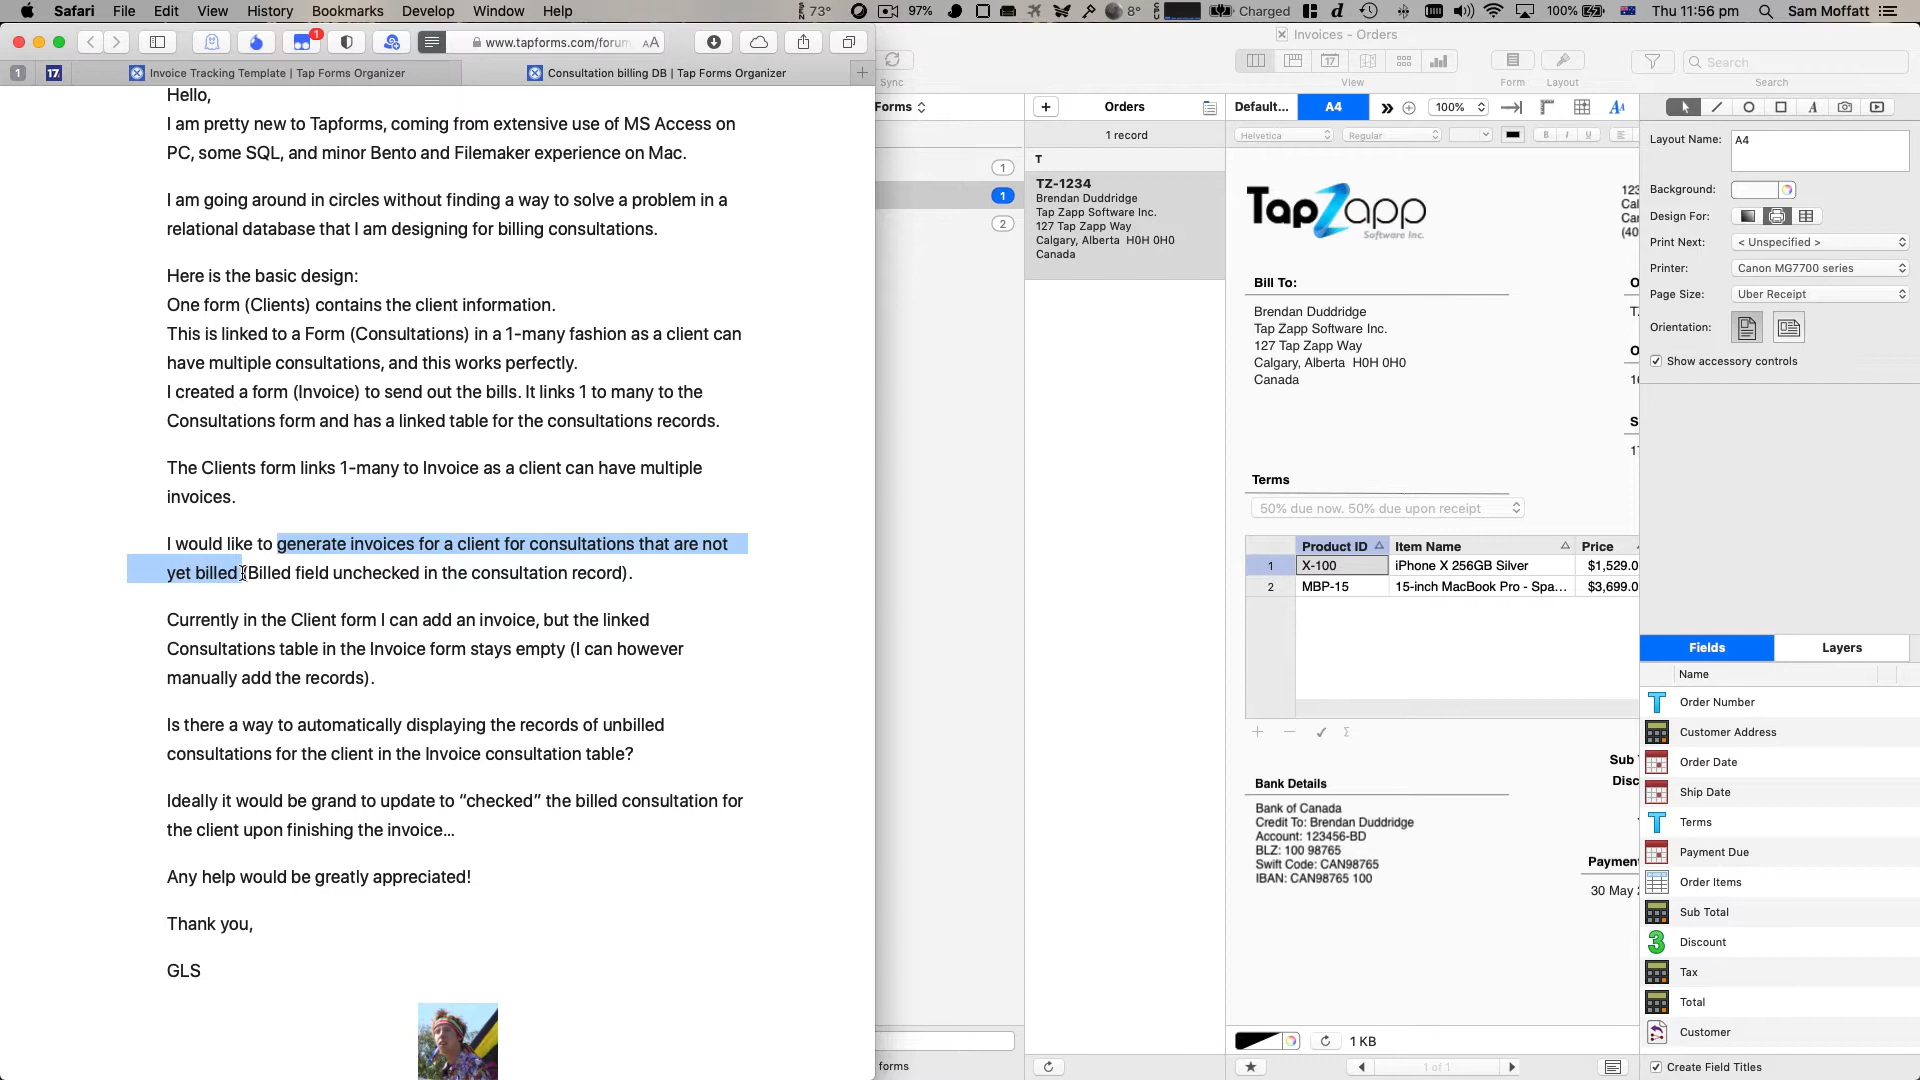 Safari File Edit View History Bookmarks Develop Window Help
73° 97% 8° Charged 100% Thu 11:56 pm Sam Moffatt
www.tapforms.com/forum AA
1 17 Invoice Tracking Template | Tap Forms Organizer Consultation billing DB | Tap Forms Organizer
Hello,
I am pretty new to Tapforms, coming from extensive use of MS Access on
PC, some SQL, and minor Bento and Filemaker experience on Mac.
I am going around in circles without finding a way to solve a problem in a
relational database that I am designing for billing consultations.
Here is the basic design:
One form (Clients) contains the client information.
This is linked to a Form (Consultations) in a 1-many fashion as a client can
have multiple consultations, and this works perfectly.
I created a form (Invoice) to send out the bills. It links 1 to many to the
Consultations form and has a linked table for the consultations records.
The Clients form links 1-many to Invoice as a client can have multiple
invoices.
I would like to generate invoices for a client for consultations that are not
yet billed (Billed field unchecked in the consultation record).
Currently in the Client form I can add an invoice, but the linked
Consultations table in the Invoice form stays empty (I can however
manually add the records).
Is there a way to automatically displaying the records of unbilled
consultations for the client in the Invoice consultation table?
Ideally it would be grand to update to “checked” the billed consultation for
the client upon finishing the invoice…
Any help would be greatly appreciated!
Thank you,
GLS
Invoices - Orders
Sync View Form Layout Search
Search
Forms
1
1
2
forms
Orders
1 record
T
TZ-1234
Brendan Duddridge
Tap Zapp Software Inc.
127 Tap Zapp Way
Calgary, Alberta H0H 0H0
Canada
Default... A4 100%
Helvetica Regular B I U
TapZapp
Software Inc.
123
Cal
Cal
(40
Bill To:
Brendan Duddridge
Tap Zapp Software Inc.
127 Tap Zapp Way
Calgary, Alberta H0H 0H0
Canada
Terms
50% due now. 50% due upon receipt
Product ID Item Name Price
1 X-100 iPhone X 256GB Silver $1,529.0
2 MBP-15 15-inch MacBook Pro - Spa... $3,699.0
Sub
Disc
Bank Details
Bank of Canada
Credit To: Brendan Duddridge
Account: 123456-BD
BLZ: 100 98765
Swift Code: CAN98765
IBAN: CAN98765 100
Payment
30 May
1 KB
1 of 1
Layout Name: A4
Background:
Design For:
Print Next: < Unspecified >
Printer: Canon MG7700 series
Page Size: Uber Receipt
Orientation:
Show accessory controls
Fields Layers
Name
Order Number
Customer Address
Order Date
Ship Date
Terms
Payment Due
Order Items
Sub Total
Discount
Tax
Total
Customer
Create Field Titles